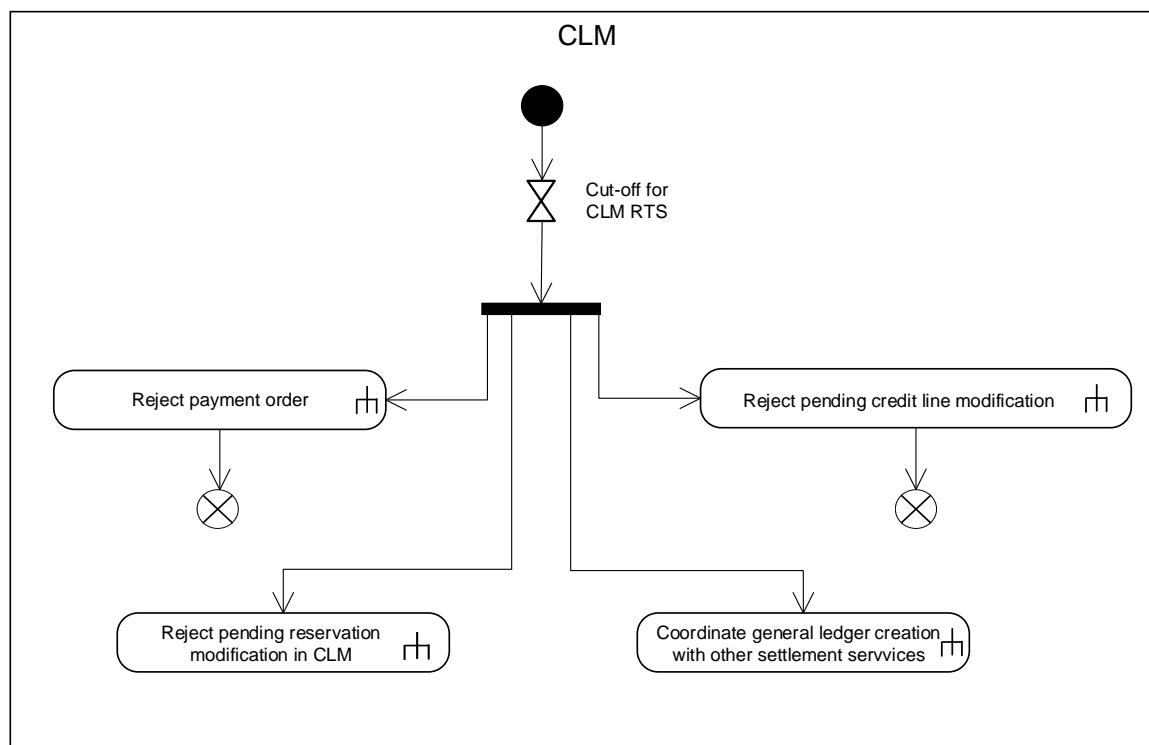 CLM
Cut-off for
CLM RTS
Reject payment order
Reject pending credit line modification
Reject pending reservation
modification in CLM
Coordinate general ledger creation
with other settlement servvices